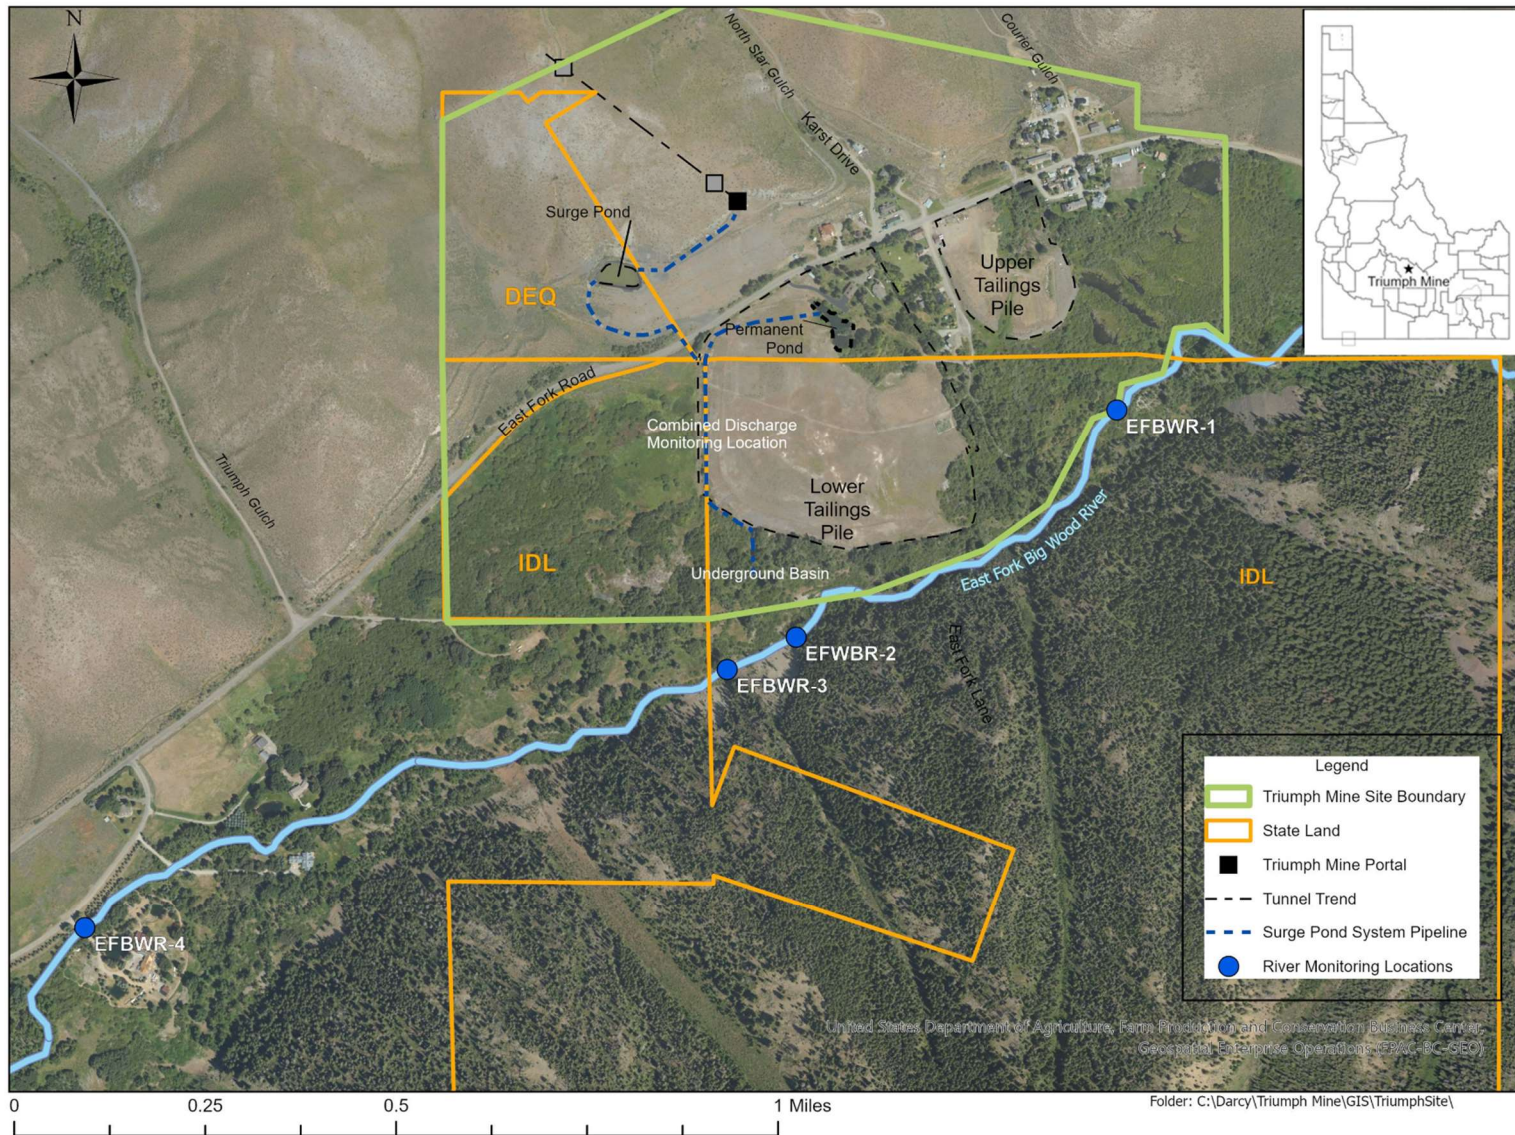 N
North Star Gulch
Courier Gulch
Karst Drive
Triumph Mine
Surge Pond
DEQ
Upper
Tailings
Pile
Permanent
Pond
East Fork Road
Combined Discharge
Monitoring Location
EFBWR-1
Triumph Gulch
Lower
Tailings
Pile
East Fork Big Wood River
IDL
Underground Basin
IDL
EFWBR-2
EFBWR-3
East Fork Lane
EFBWR-4
Legend
Triumph Mine Site Boundary
State Land
Triumph Mine Portal
Tunnel Trend
Surge Pond System Pipeline
River Monitoring Locations
United States Department of Agriculture, Farm Production and Conservation Business Center,
Geospatial Enterprise Operations (FPAC-BC-GEO)
0 0.25 0.5 1 Miles
Folder: C:\Darcy\Triumph Mine\GIS\TriumphSite\